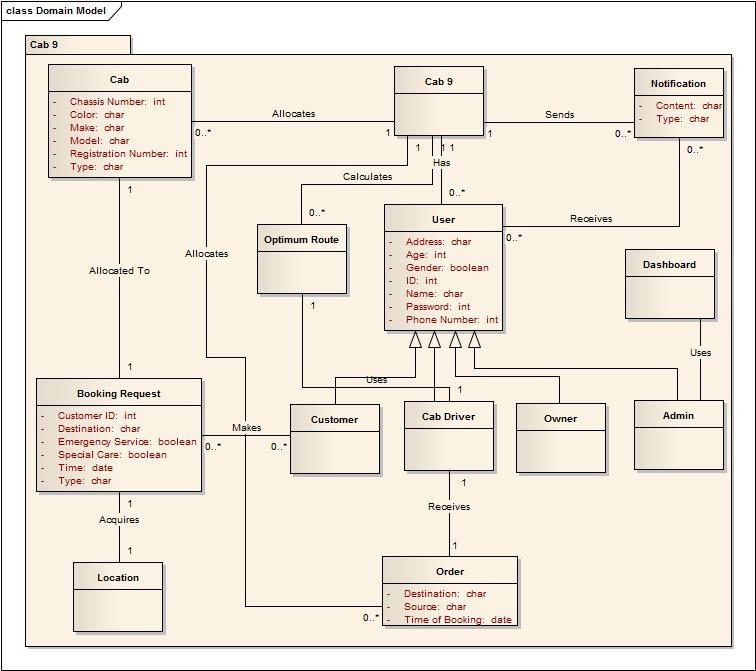 class Domain Model
Cab 9
Cab
- Chassis Number: int
- Color: char
- Make: char
- Model: char
- Registration Number: int
- Type: char
Cab 9
Notification
- Content: char
- Type: char
Allocates
0..*
1
Sends
1
0..*
1
1 1
Has
0..*
0..*
Calculates
0..*
Receives
0..*
User
- Address: char
- Age: int
- Gender: boolean
- ID: int
- Name: char
- Password: int
- Phone Number: int
Optimum Route
1
Allocates
Dashboard
Uses
1
Allocated To
1
Uses
1
Booking Request
- Customer ID: int
- Destination: char
- Emergency Service: boolean
- Special Care: boolean
- Time: date
- Type: char
Makes
0..*
0..*
Customer
Cab Driver
Owner
Admin
1
Acquires
1
1
Receives
1
Location
Order
- Destination: char
- Source: char
- Time of Booking: date
0..*